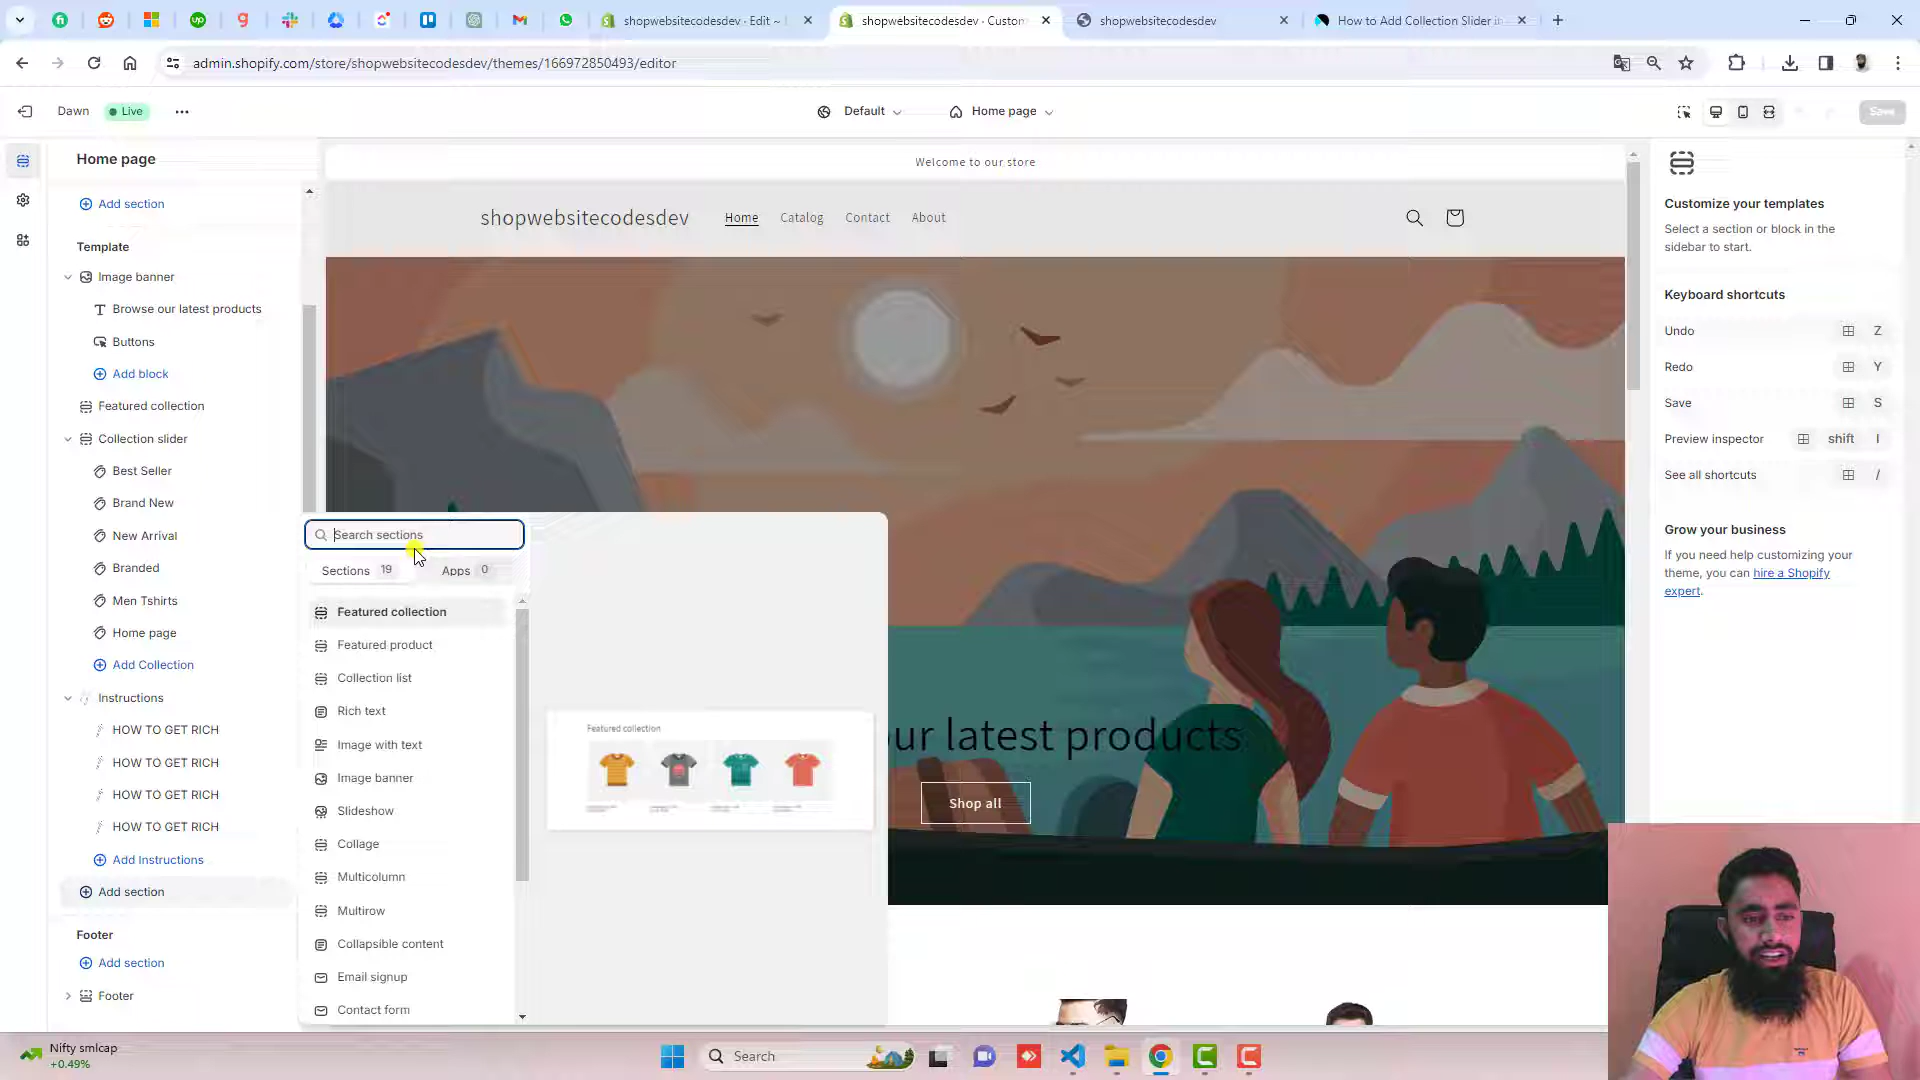 shopwebsitecodesdev · Edit ~
shopwebsitecodesdev · Custom
shopwebsitecodesdev
How to Add Collection Slider in
admin.shopify.com/store/shopwebsitecodesdev/themes/166972850493/editor
Dawn
Live
Default
Home page
Save
Home page
Add section
Template
Image banner
Browse our latest products
Buttons
Add block
Featured collection
Collection slider
Best Seller
Brand New
New Arrival
Branded
Men Tshirts
Home page
Add Collection
Instructions
HOW TO GET RICH
HOW TO GET RICH
HOW TO GET RICH
HOW TO GET RICH
Add Instructions
Add section
Footer
Add section
Footer
Search sections
Sections 19
Apps 0
Featured collection
Featured product
Collection list
Rich text
Image with text
Image banner
Slideshow
Collage
Multicolumn
Multirow
Collapsible content
Email signup
Contact form
Featured collection
Welcome to our store
shopwebsitecodesdev
Home
Catalog
Contact
About
ur latest products
Shop all
Customize your templates
Select a section or block in the
sidebar to start.
Keyboard shortcuts
Undo Z
Redo Y
Save S
Preview inspector shift I
See all shortcuts /
Grow your business
If you need help customizing your
theme, you can hire a Shopify
expert.
Nifty smlcap
+0.49%
Search